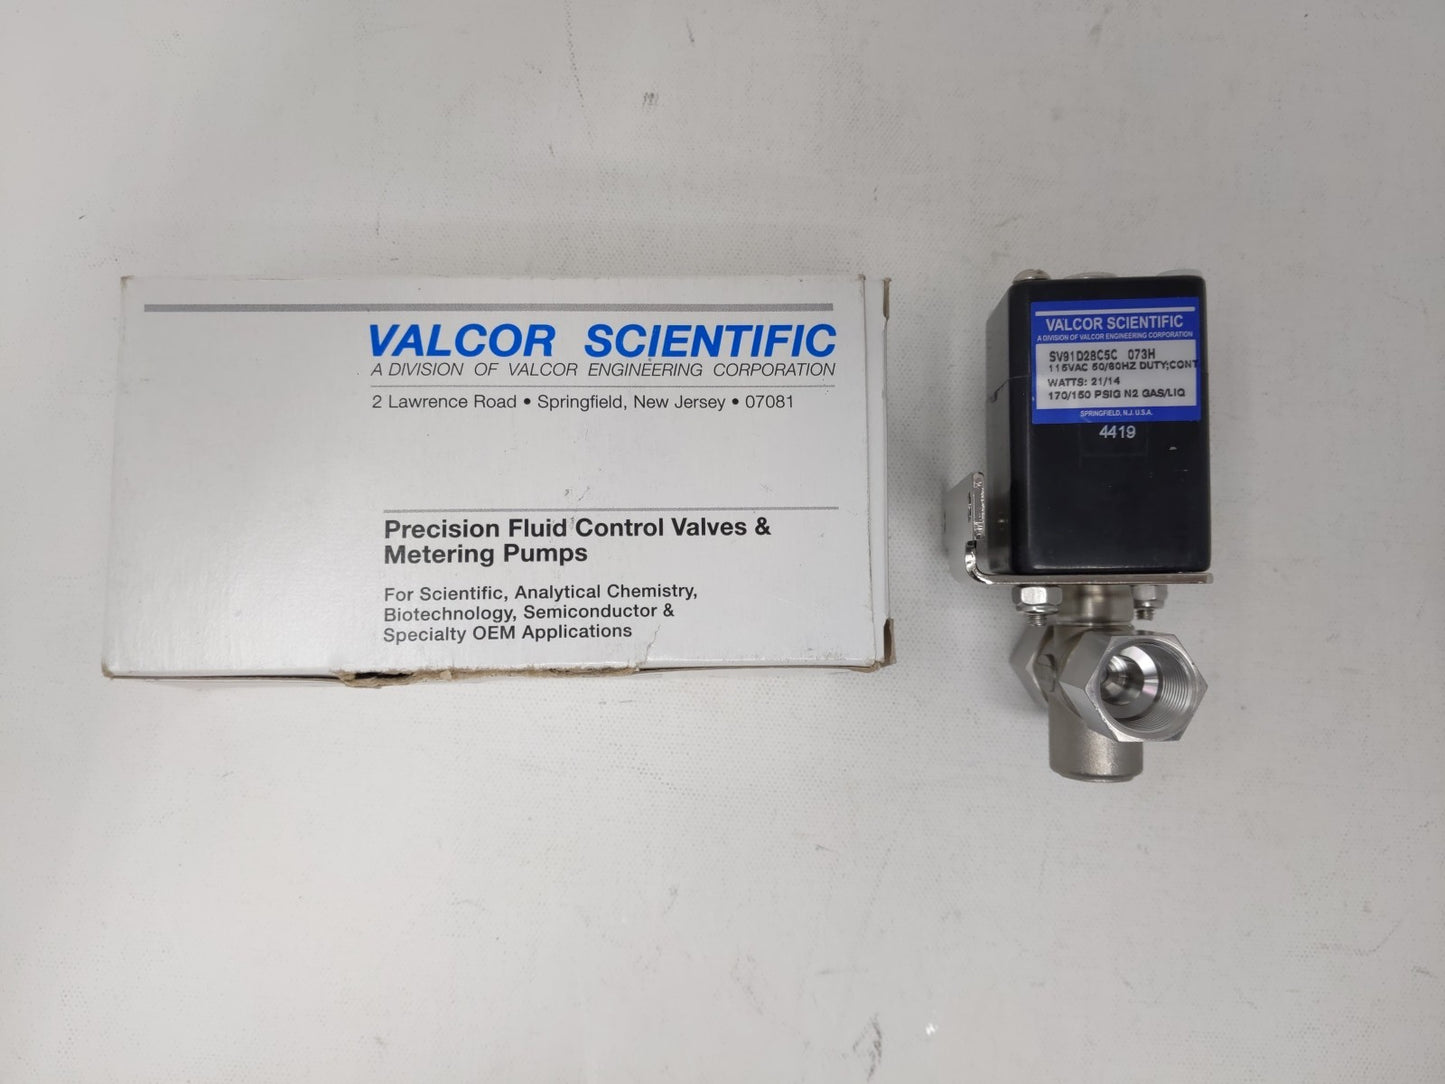 VALCOR SCIENTIFIC
A DIVISION OF VALCOR ENGINEERING CORPORATION
2 Lawrence Road • Springfield, New Jersey • 07081
Precision Fluid Control Valves &
Metering Pumps
For Scientific, Analytical Chemistry,
Biotechnology, Semiconductor &
Specialty OEM Applications
VALCOR SCIENTIFIC
A DIVISION OF VALCOR ENGINEERING CORPORATION
SV91D28C5C 073H
115VAC 50/60HZ DUTY;CONT
WATTS: 21/14
170/150 PSIG N2 GAS/LIQ
SPRINGFIELD, N.J. U.S.A.
4419